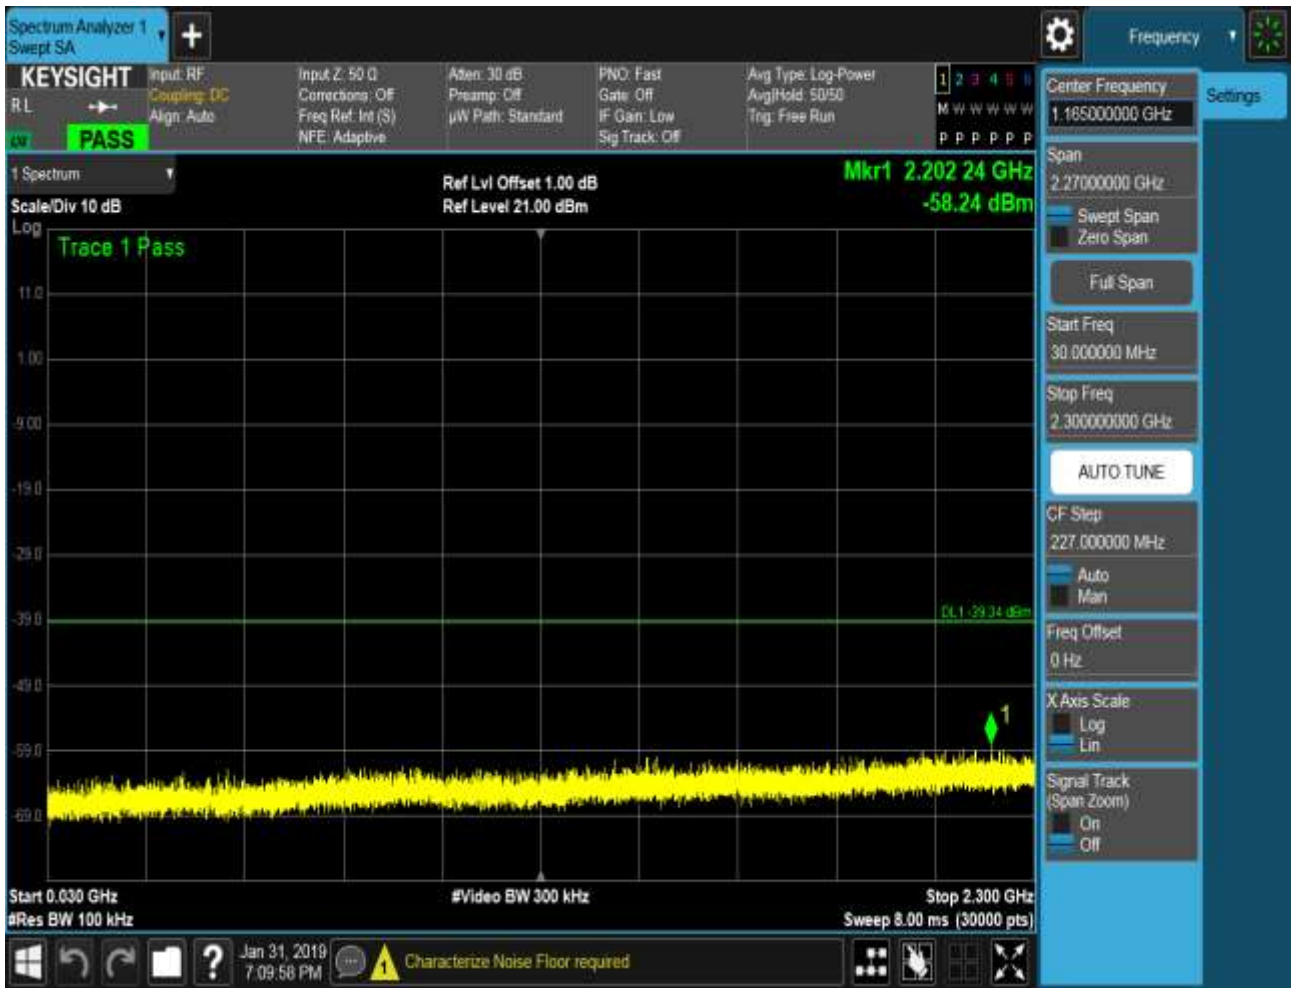 Spectrum Analyzer 1
Swept SA
+
Frequency
KEYSIGHT
R L
PASS
Input: RF
Coupling: DC
Align: Auto
Input Z: 50 Ω
Corrections: Off
Freq Ref: Int (S)
NFE: Adaptive
Atten: 30 dB
Preamp: Off
µW Path: Standard
PNO: Fast
Gate: Off
IF Gain: Low
Sig Track: Off
Avg Type: Log-Power
Avg|Hold: 50/50
Trig: Free Run
1 2 3 4 5 6
M W W W W W
P P P P P P
1 Spectrum
Scale/Div 10 dB
Log
Ref Lvl Offset 1.00 dB
Ref Level 21.00 dBm
Mkr1 2.202 24 GHz
-58.24 dBm
Trace 1 Pass
11.0
1.00
-9.00
-19.0
-29.0
-39.0
-49.0
-59.0
-69.0
DL1 -39.34 dBm
1
Start 0.030 GHz
#Res BW 100 kHz
#Video BW 300 kHz
Stop 2.300 GHz
Sweep 8.00 ms (30000 pts)
Center Frequency
1.165000000 GHz
Settings
Span
2.27000000 GHz
Swept Span
Zero Span
Full Span
Start Freq
30.000000 MHz
Stop Freq
2.300000000 GHz
AUTO TUNE
CF Step
227.000000 MHz
Auto
Man
Freq Offset
0 Hz
X Axis Scale
Log
Lin
Signal Track
(Span Zoom)
On
Off
?
Jan 31, 2019
7:09:58 PM
1
Characterize Noise Floor required